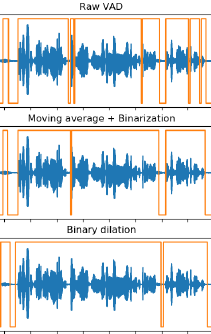 Raw VAD
Moving average + Binarization
Binary dilation